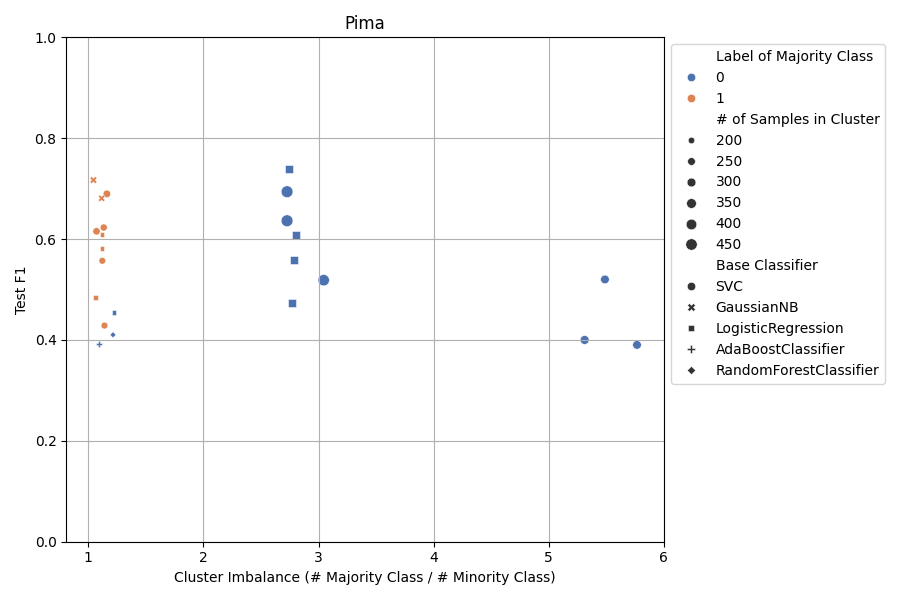 Pima
1.0
0.8
0.6
0.4
0.2
0.0
Test F1
1 2 3 4 5 6
Cluster Imbalance (# Majority Class / # Minority Class)
Label of Majority Class
0
1
# of Samples in Cluster
200
250
300
350
400
450
Base Classifier
SVC
GaussianNB
LogisticRegression
AdaBoostClassifier
RandomForestClassifier